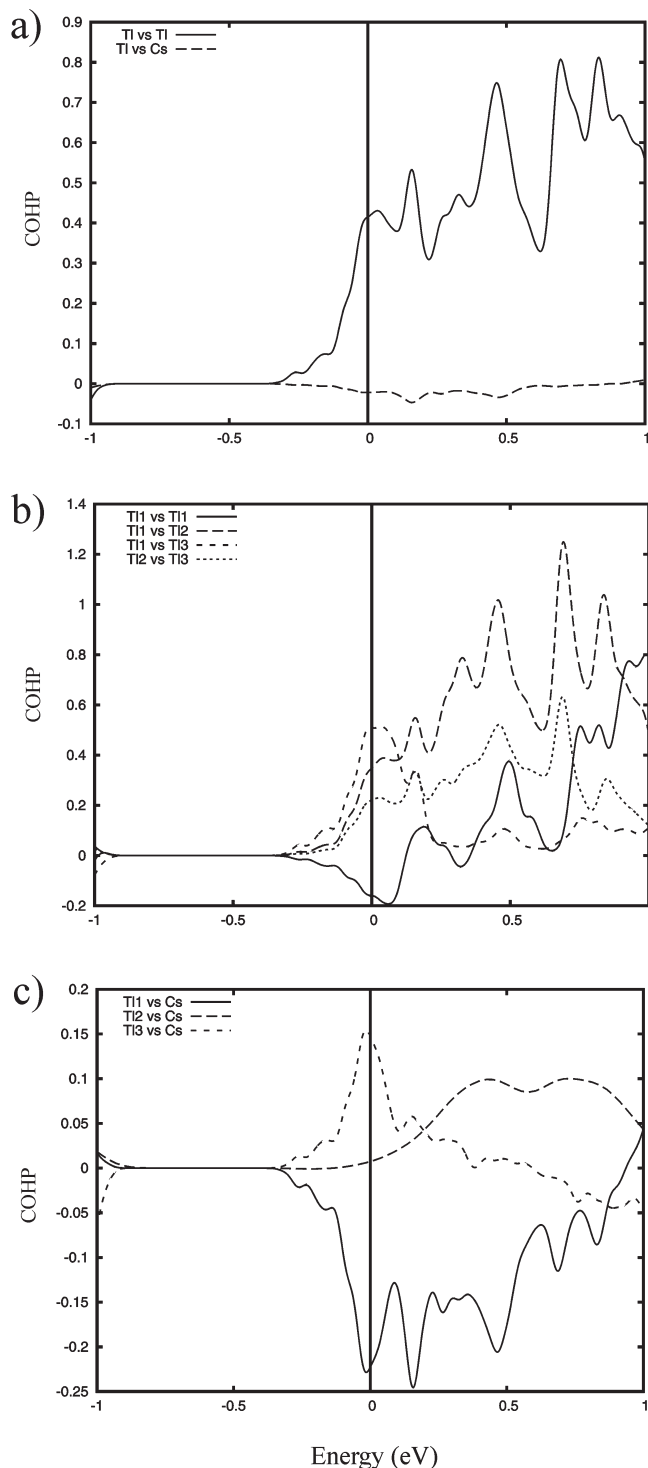 a)
Tl vs Tl
Tl vs Cs
COHP
0.9
0.8
0.7
0.6
0.5
0.4
0.3
0.2
0.1
0
-0.1
-1 -0.5 0 0.5 1
b)
Tl1 vs Tl1
Tl1 vs Tl2
Tl1 vs Tl3
Tl2 vs Tl3
COHP
1.4
1.2
1
0.8
0.6
0.4
0.2
0
-0.2
-1 -0.5 0 0.5 1
c)
Tl1 vs Cs
Tl2 vs Cs
Tl3 vs Cs
COHP
0.2
0.15
0.1
0.05
0
-0.05
-0.1
-0.15
-0.2
-0.25
-1 -0.5 0 0.5 1
Energy (eV)